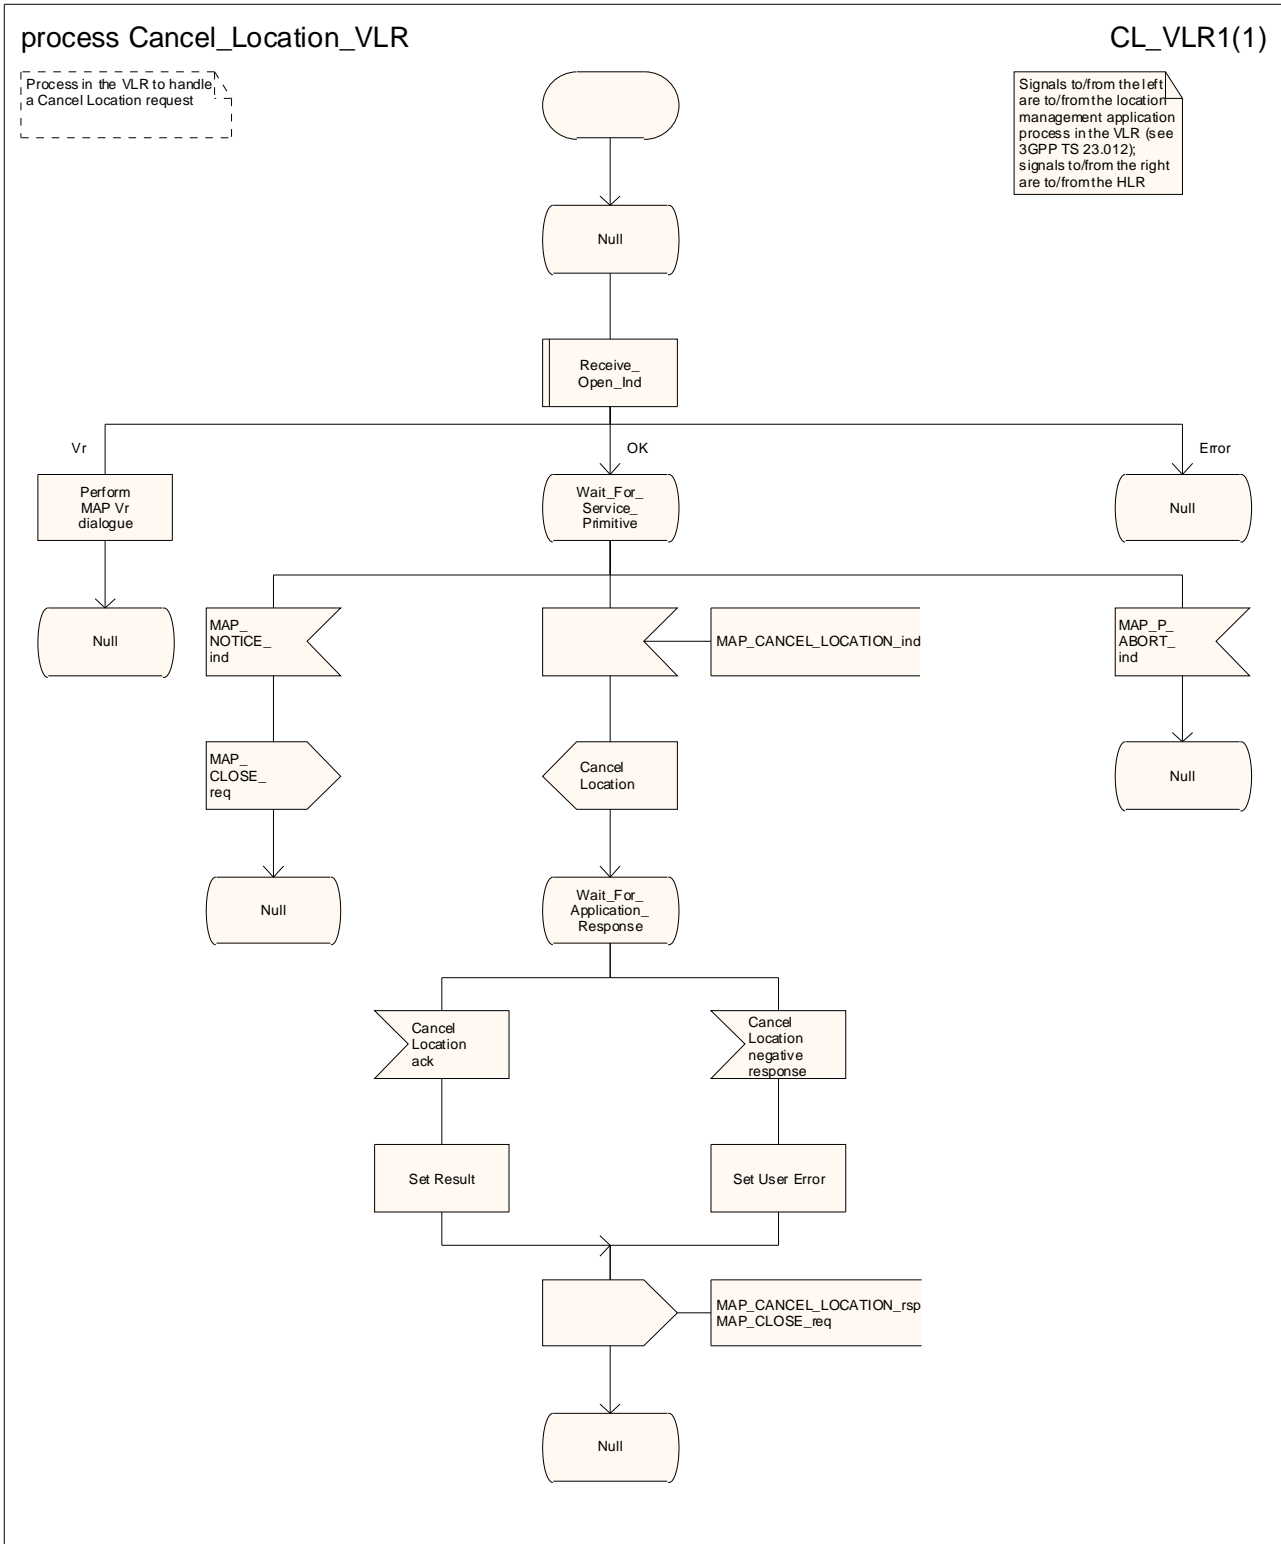 process Cancel_Location_VLR
CL_VLR1(1)
Process in the VLR to handle
a Cancel Location request
Signals to/from the left
are to/from the location
management application
process in the VLR (see
3GPP TS 23.012);
signals to/from the right
are to/from the HLR
Null
Receive_
Open_Ind
Vr
OK
Error
Perform
MAP Vr
dialogue
Wait_For_
Service_
Primitive
Null
Null
MAP_
NOTICE_
ind
MAP_CANCEL_LOCATION_ind
MAP_P_
ABORT_
ind
MAP_
CLOSE_
req
Cancel
Location
Null
Null
Wait_For_
Application_
Response
Cancel
Location
ack
Cancel
Location
negative
response
Set Result
Set User Error
MAP_CANCEL_LOCATION_rsp
MAP_CLOSE_req
Null